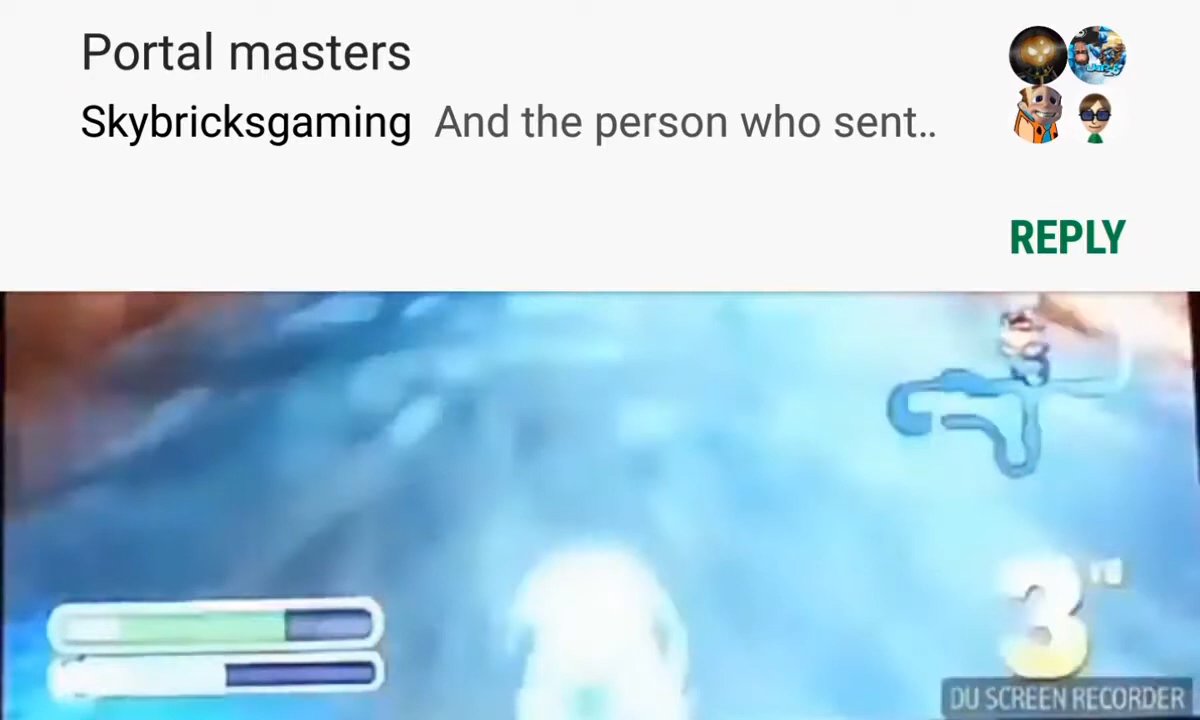 Portal masters
Skybricksgaming And the person who sent..
REPLY
3rd
DU SCREEN RECORDER